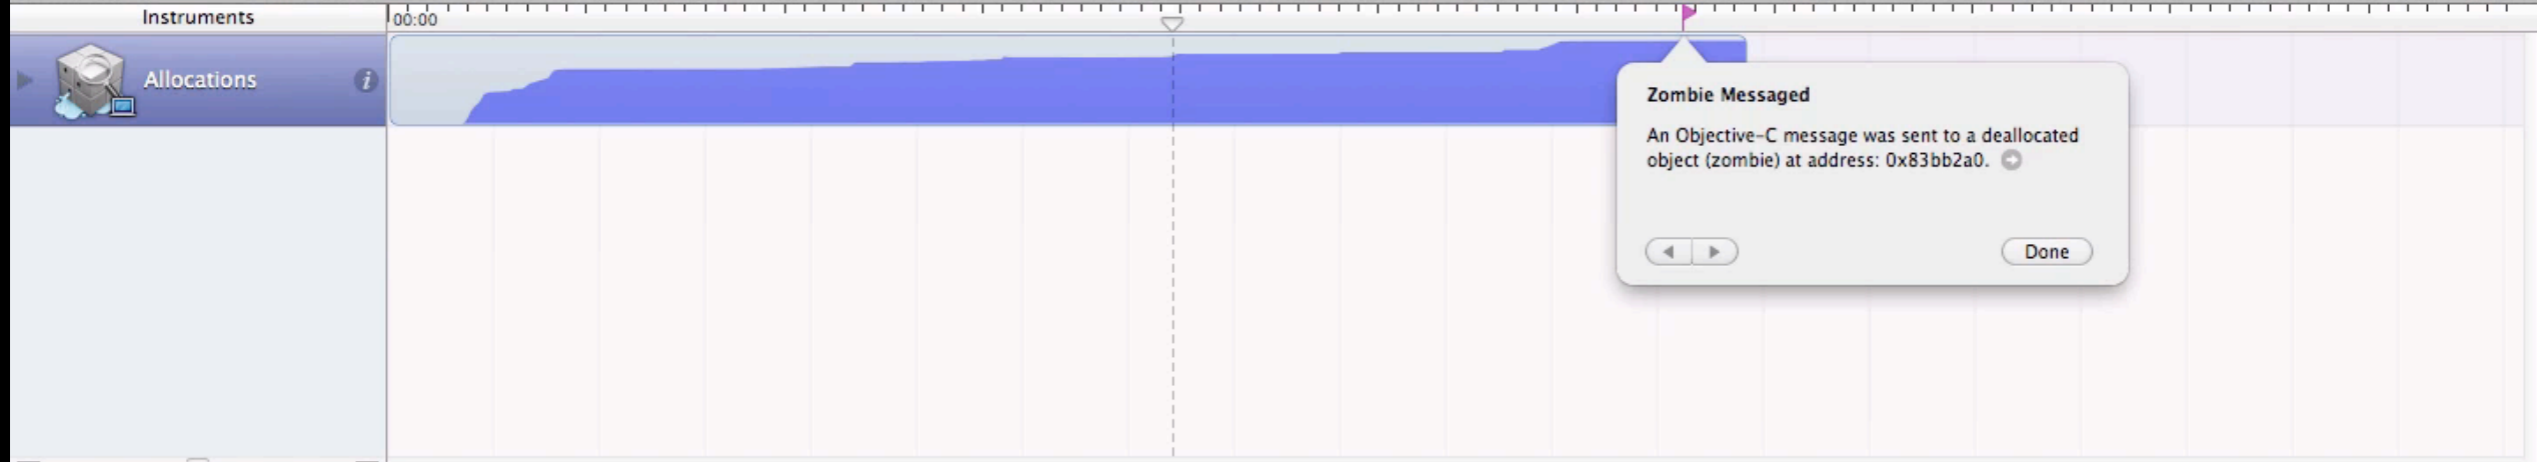 Instruments
00:00
Allocations
Zombie Messaged
An Objective-C message was sent to a deallocated
object (zombie) at address: 0x83bb2a0.
Done